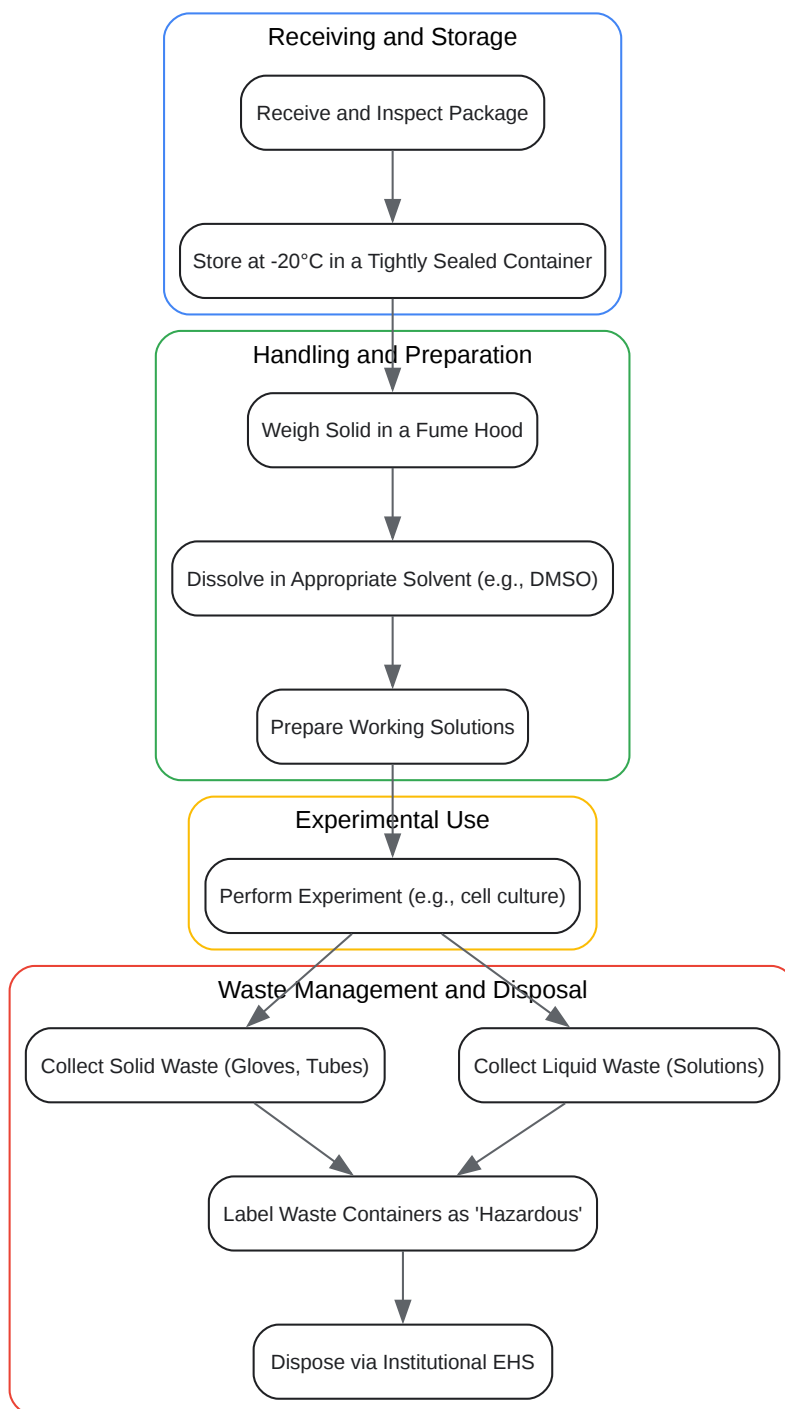 Receiving and Storage
Receive and Inspect Package
Store at -20°C in a Tightly Sealed Container
Handling and Preparation
Weigh Solid in a Fume Hood
Dissolve in Appropriate Solvent (e.g., DMSO)
Prepare Working Solutions
Experimental Use
Perform Experiment (e.g., cell culture)
Waste Management and Disposal
Collect Solid Waste (Gloves, Tubes)
Collect Liquid Waste (Solutions)
Label Waste Containers as 'Hazardous'
Dispose via Institutional EHS